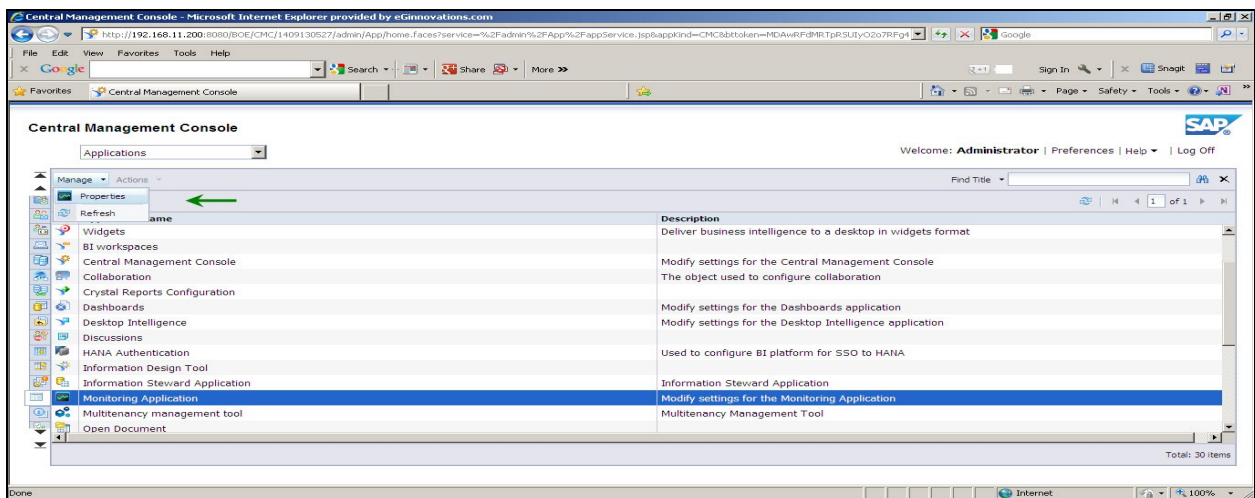 Central Management Console - Microsoft Internet Explorer provided by eGinnovations.com
http://192.168.11.200:8080/BOE/CMC/1409130527/admin/App/home.faces?service=%2Fadmin%2FApp%2FappService.jsp&appKind=CMC&bttoken=MDAwRFdMRTpRSUIyO2o7RFg4
Google
File Edit View Favorites Tools Help
Google Search Share More »
Sign In Snagit
Favorites Central Management Console
Page Safety Tools
Central Management Console
SAP
Applications
Welcome: Administrator | Preferences | Help | Log Off
Manage Actions
Find Title
Properties
Refresh
1 of 1
ame Description
Widgets Deliver business intelligence to a desktop in widgets format
BI workspaces
Central Management Console Modify settings for the Central Management Console
Collaboration The object used to configure collaboration
Crystal Reports Configuration
Dashboards Modify settings for the Dashboards application
Desktop Intelligence Modify settings for the Desktop Intelligence application
Discussions
HANA Authentication Used to configure BI platform for SSO to HANA
Information Design Tool
Information Steward Application Information Steward Application
Monitoring Application Modify settings for the Monitoring Application
Multitenancy management tool Multitenancy Management Tool
Open Document
Total: 30 items
Done Internet 100%